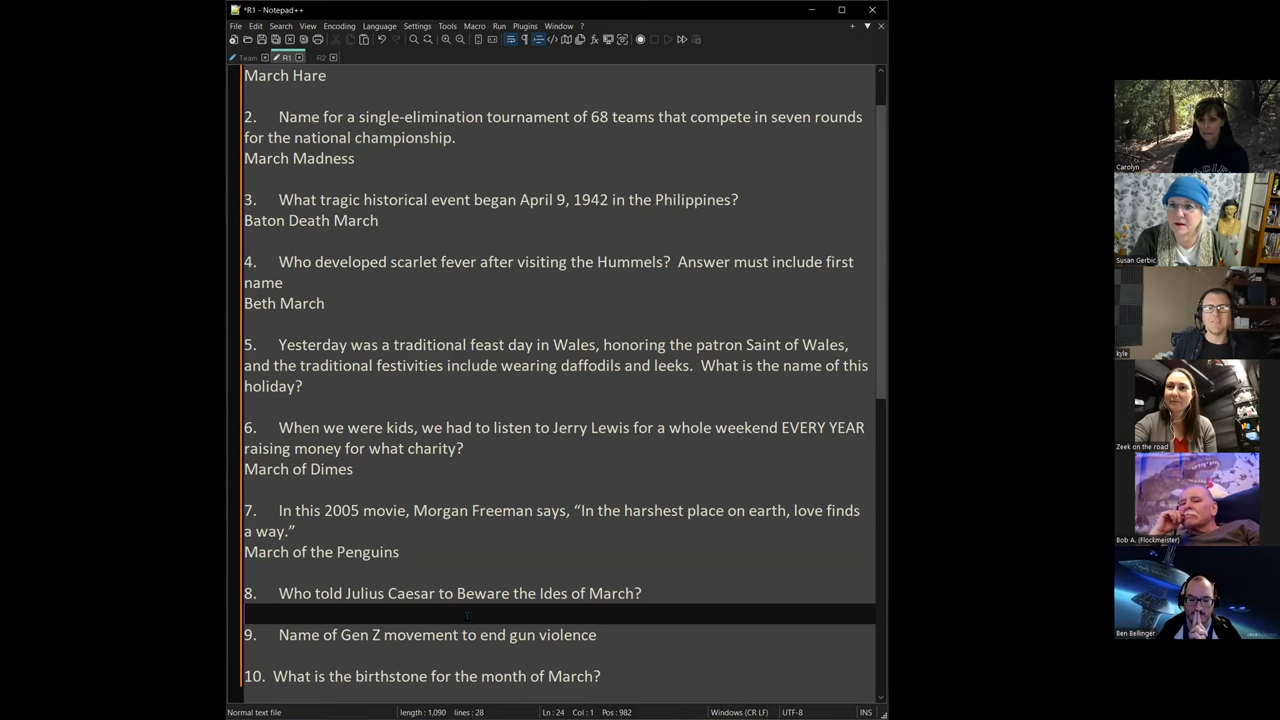 *R1 - Notepad++
File Edit Search View Encoding Language Settings Tools Macro Run Plugins Window ?
Team R1 R2
March Hare
2. Name for a single-elimination tournament of 68 teams that compete in seven rounds
for the national championship.
March Madness
3. What tragic historical event began April 9, 1942 in the Philippines?
Baton Death March
4. Who developed scarlet fever after visiting the Hummels? Answer must include first
name
Beth March
5. Yesterday was a traditional feast day in Wales, honoring the patron Saint of Wales,
and the traditional festivities include wearing daffodils and leeks. What is the name of this
holiday?
6. When we were kids, we had to listen to Jerry Lewis for a whole weekend EVERY YEAR
raising money for what charity?
March of Dimes
7. In this 2005 movie, Morgan Freeman says, “In the harshest place on earth, love finds
a way.”
March of the Penguins
8. Who told Julius Caesar to Beware the Ides of March?
9. Name of Gen Z movement to end gun violence
10. What is the birthstone for the month of March?
Normal text file length : 1,090 lines : 28 Ln : 24 Col : 1 Pos : 982 Windows (CR LF) UTF-8 INS
Carolyn
Susan Gerbic
kyle
Zeek on the road
Bob A. (Flockmeister)
Ben Bellinger